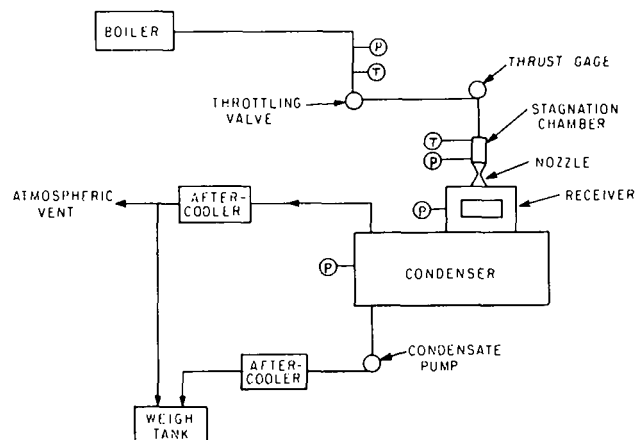 BOILER
P
T
THRUST GAGE
THROTTLING
VALVE
STAGNATION
CHAMBER
T
P
NOZZLE
RECEIVER
ATMOSPHERIC
VENT
AFTER-
COOLER
P
P
CONDENSER
CONDENSATE
PUMP
AFTER-
COOLER
WEIGH
TANK